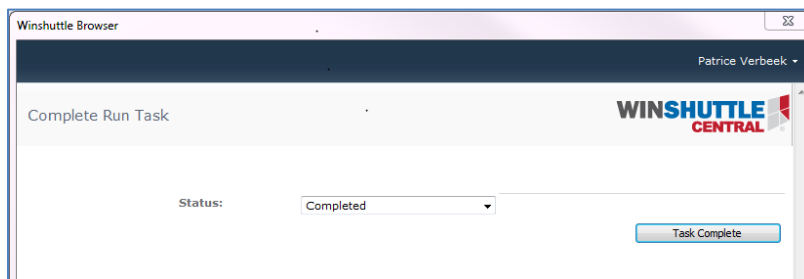 Winshuttle Browser
Patrice Verbeek
Complete Run Task
WINSHUTTLE
CENTRAL
Status:
Completed
Task Complete